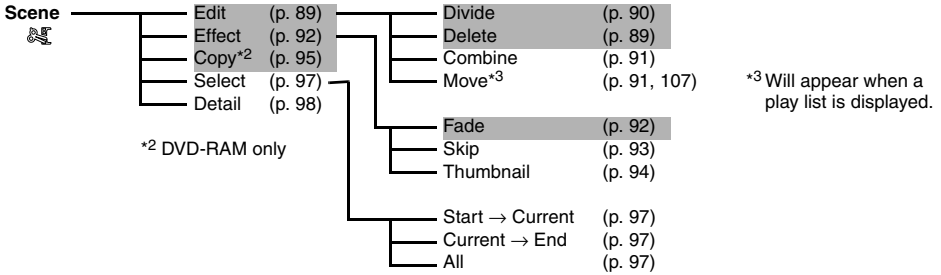 Scene Edit (p. 89) Divide (p. 90)
Effect (p. 92) Delete (p. 89)
Copy*2 (p. 95) Combine (p. 91)
Select (p. 97) Move*3 (p. 91, 107) *3 Will appear when a
Detail (p. 98) play list is displayed.
Fade (p. 92)
*2 DVD-RAM only Skip (p. 93)
Thumbnail (p. 94)
Start → Current (p. 97)
Current → End (p. 97)
All (p. 97)